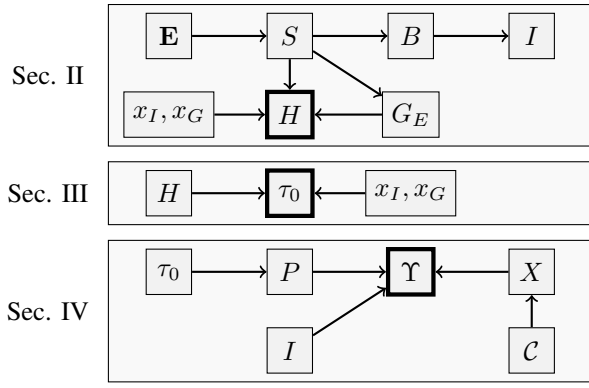 E S B I
Sec. II
x_I, x_G H G_E
Sec. III H τ_0 x_I, x_G
τ_0 P Υ X
Sec. IV
I 𝒞